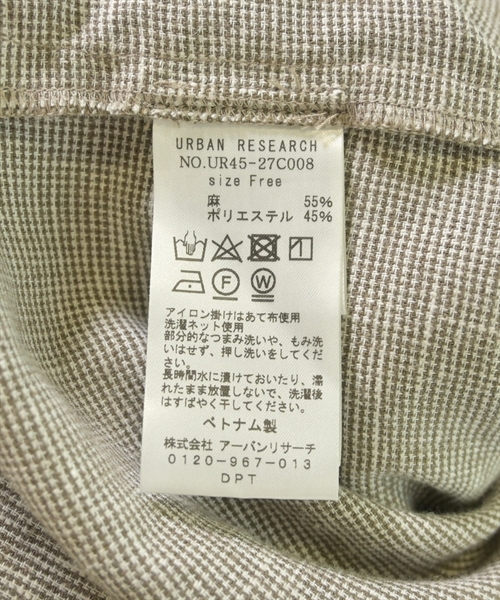 URBAN RESEARCH
NO.UR45-27C008
size Free
麻 55%
ポリエステル 45%
F W
アイロン掛けはあて布使用
洗濯ネット使用
部分的なつまみ洗いや、もみ洗
いはせず、押し洗いをしてくだ
さい。
長時間水に漬けておいたり、濡
れたまま放置しないで、洗濯後
はすばやく干してください。
ベトナム製
株式会社 アーバンリサーチ
0120-967-013
DPT